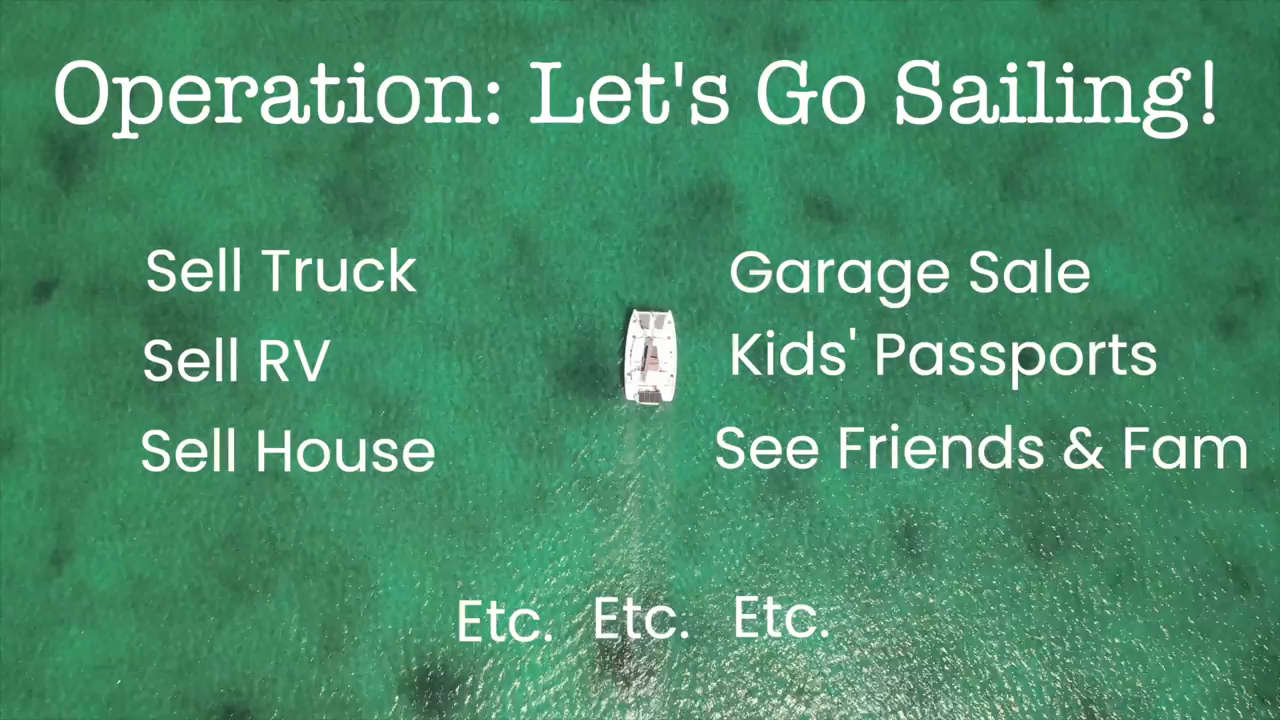 Operation: Let's Go Sailing!
Sell Truck
Sell RV
Sell House
Garage Sale
Kids' Passports
See Friends & Fam
Etc. Etc. Etc.